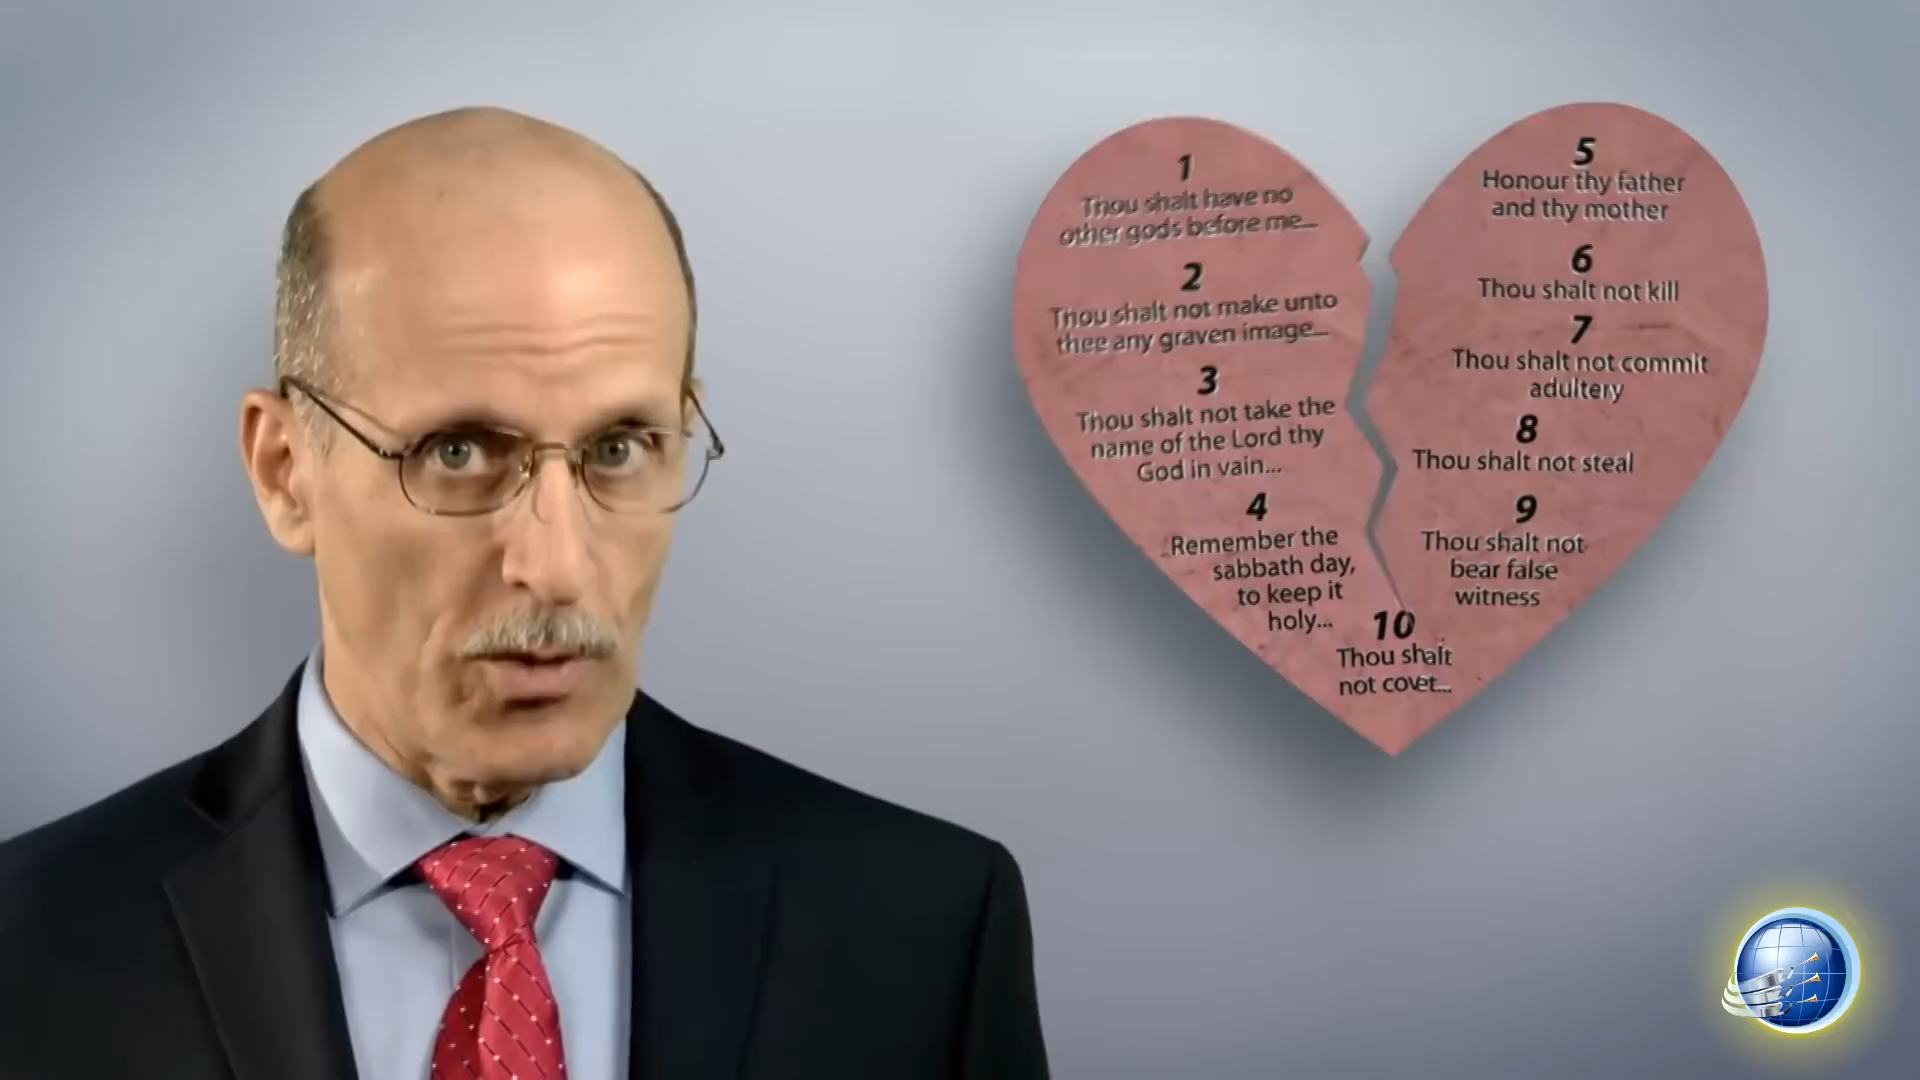 1
Thou shalt have no
other gods before me...
2
Thou shalt not make unto
thee any graven image...
3
Thou shalt not take the
name of the Lord thy
God in vain...
4
Remember the
sabbath day,
to keep it
holy...
5
Honour thy father
and thy mother
6
Thou shalt not kill
7
Thou shalt not commit
adultery
8
Thou shalt not steal
9
Thou shalt not
bear false
witness
10
Thou shalt
not covet...